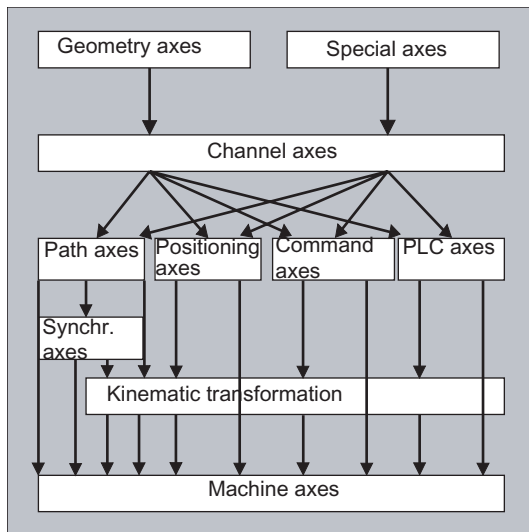 Geometry axes
Special axes
Channel axes
Path axes
Positioning
axes
Command
axes
PLC axes
Synchr.
axes
Kinematic transformation
Machine axes